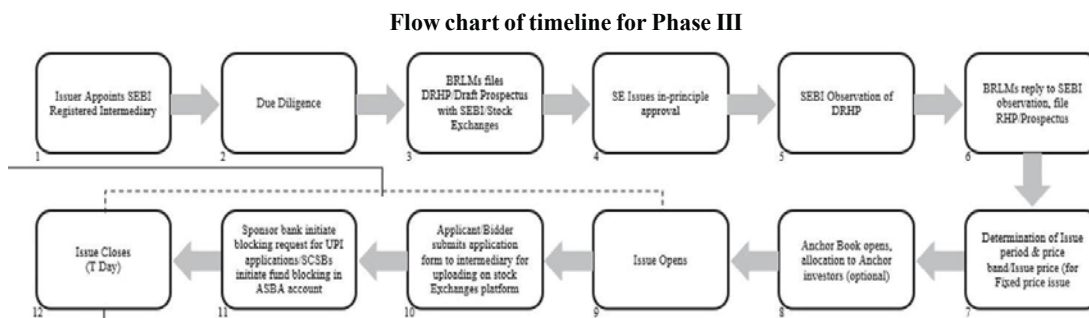 Flow chart of timeline for Phase III
Issuer Appoints SEBI
Registered Intermediary
1
Due Diligence
2
BRLMs files
DRHP/Draft Prospectus
with SEBI/Stock
Exchanges
3
SE Issues in-principle
approval
4
SEBI Observation of
DRHP
5
BRLMs reply to SEBI
observation, file
RHP/Prospectus
6
Determination of Issue
period & price
band/Issue price (for
Fixed price issue
7
Anchor Book opens,
allocation to Anchor
investors (optional)
8
Issue Opens
9
Applicant/Bidder
submits application
form to intermediary for
uploading on stock
Exchanges platform
10
Sponsor bank initiate
blocking request for UPI
applications/SCSBs
initiate fund blocking in
ASBA account
11
Issue Closes
(T Day)
12